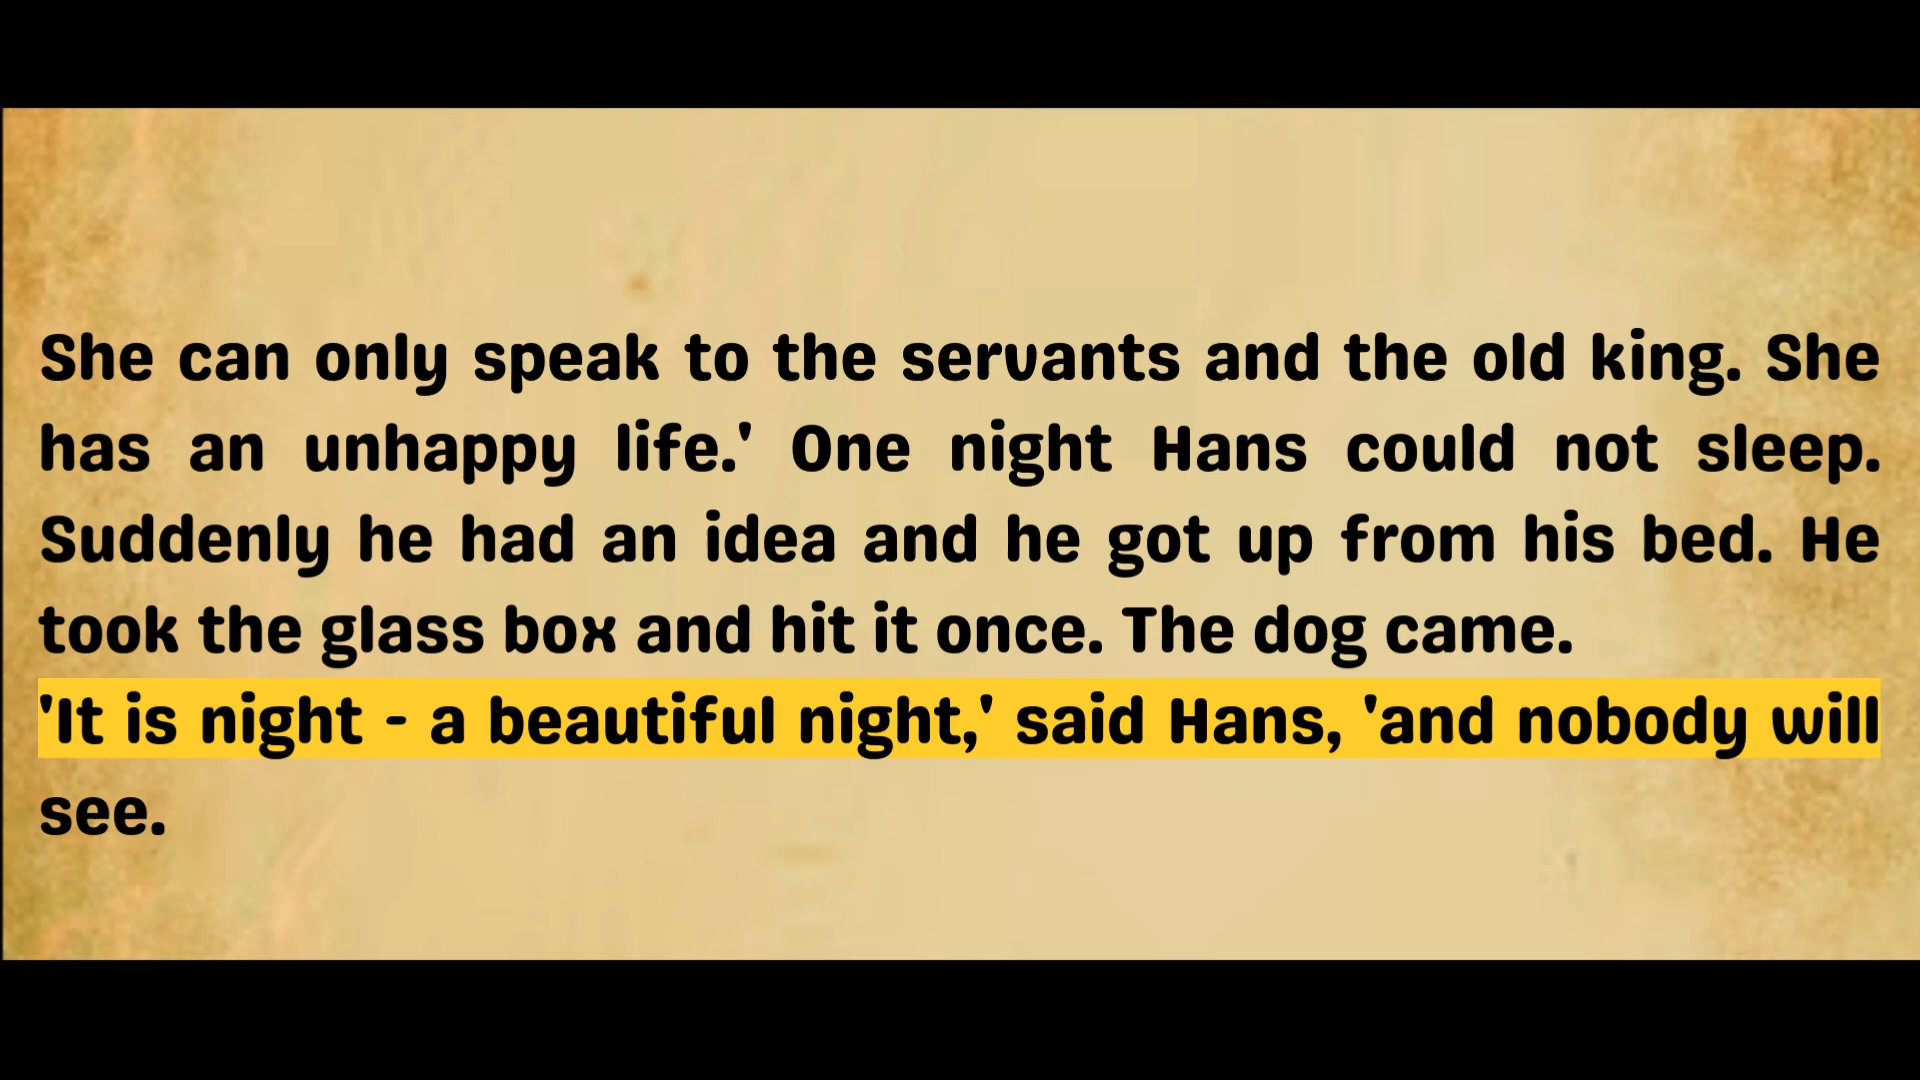 She can only speak to the servants and the old king. She
has an unhappy life.' One night Hans could not sleep.
Suddenly he had an idea and he got up from his bed. He
took the glass box and hit it once. The dog came.
'It is night - a beautiful night,' said Hans, 'and nobody will
see.